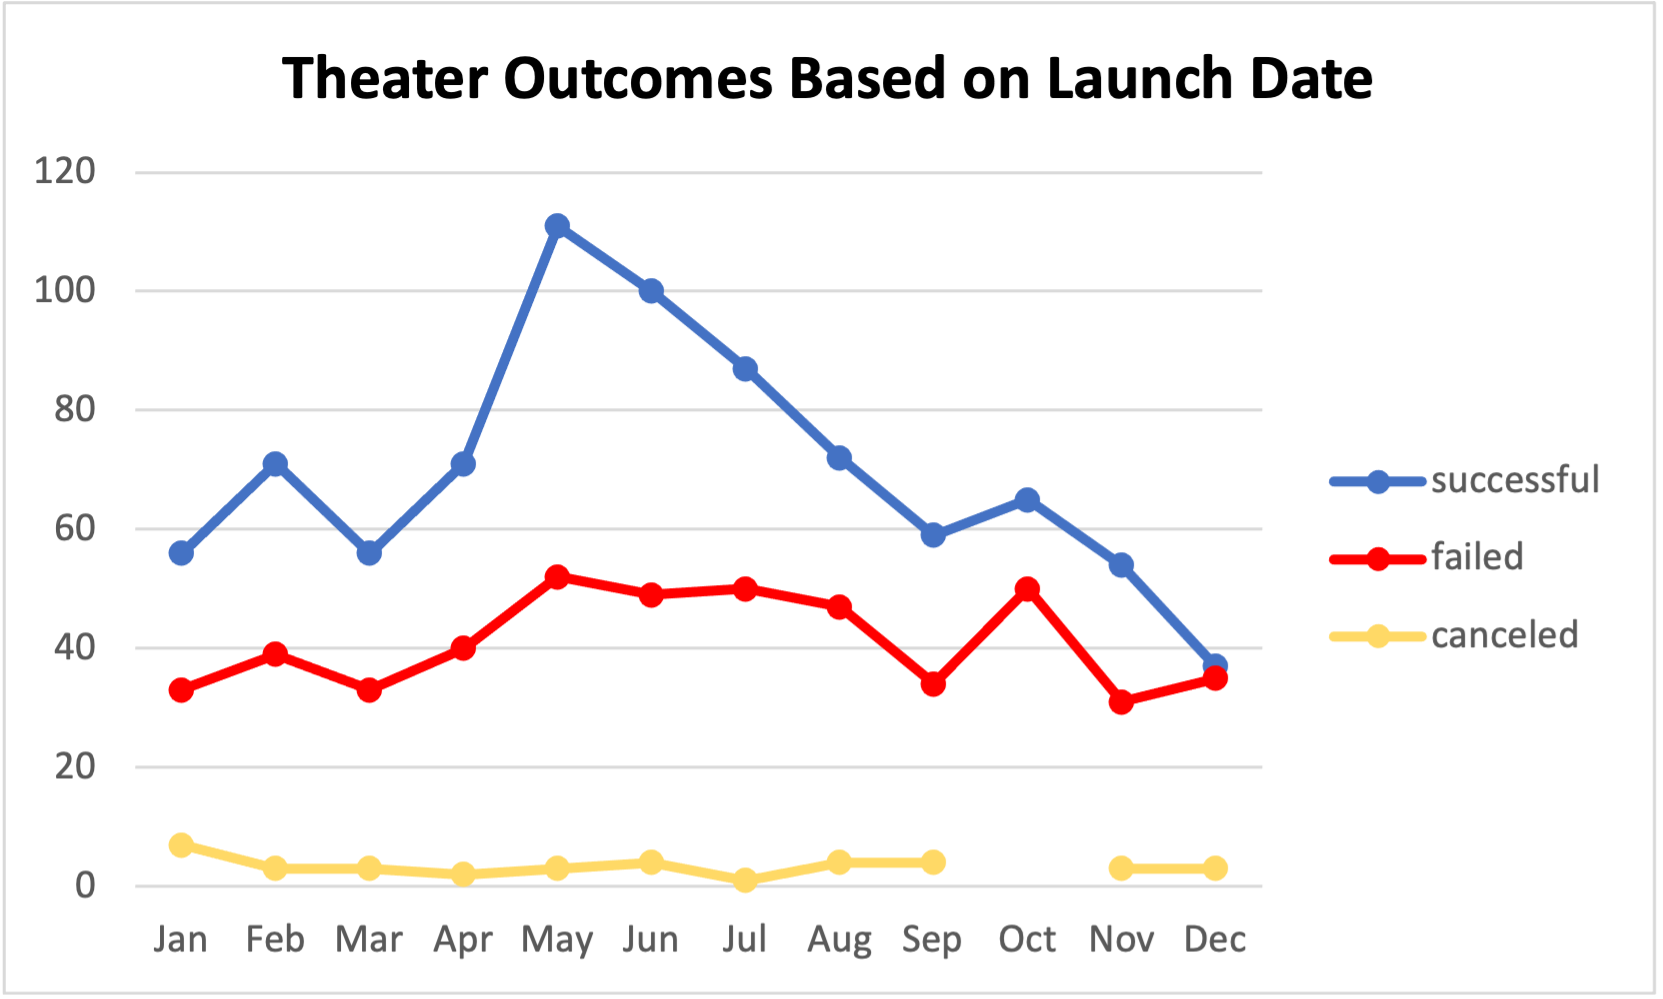 Theater Outcomes Based on Launch Date
120
100
80
60
40
20
0
Jan Feb Mar Apr May Jun Jul Aug Sep Oct Nov Dec
successful
failed
canceled